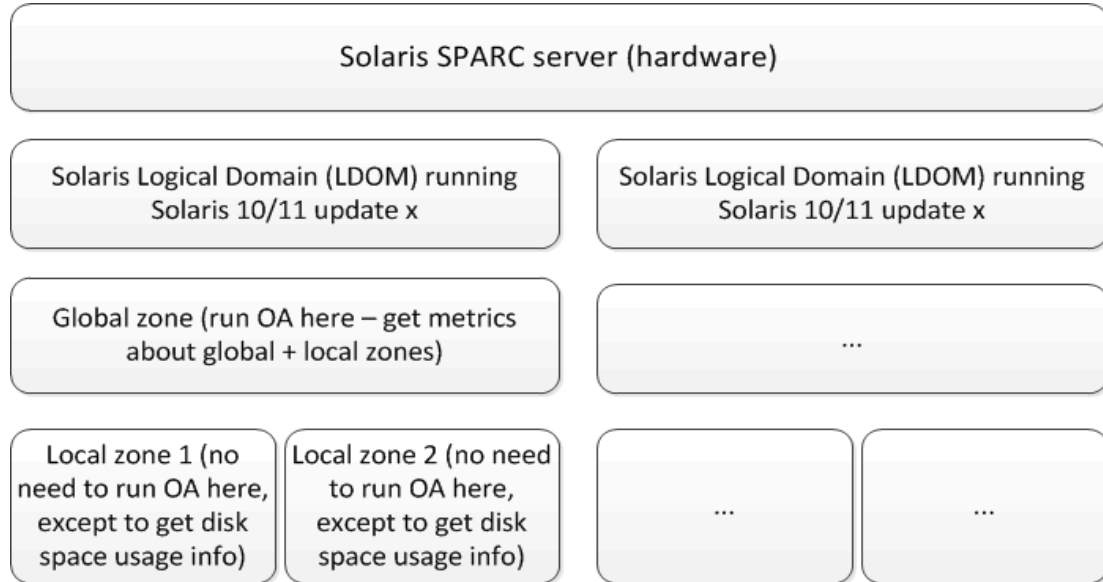 Solaris SPARC server (hardware)
Solaris Logical Domain (LDOM) running
Solaris 10/11 update x
Solaris Logical Domain (LDOM) running
Solaris 10/11 update x
Global zone (run OA here – get metrics
about global + local zones)
...
Local zone 1 (no
need to run OA here,
except to get disk
space usage info)
Local zone 2 (no need
to run OA here,
except to get disk
space usage info)
...
...